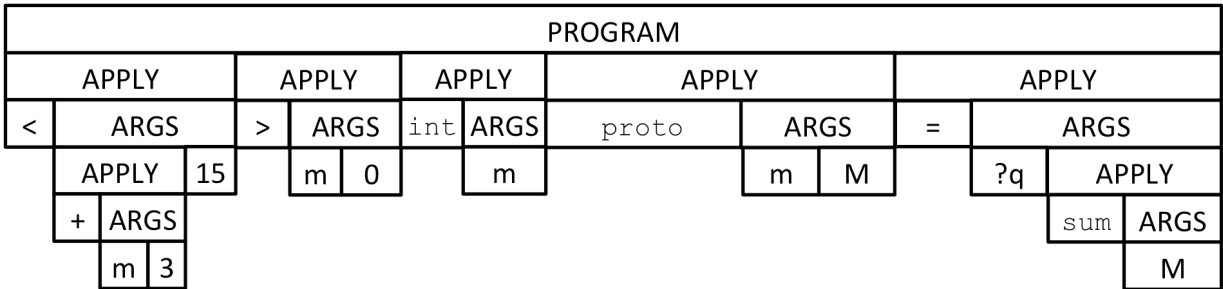 PROGRAM
APPLY APPLY APPLY APPLY APPLY
< ARGS > ARGS int ARGS proto ARGS = ARGS
APPLY 15 m 0 m m M ?q APPLY
+ ARGS sum ARGS
m 3 M